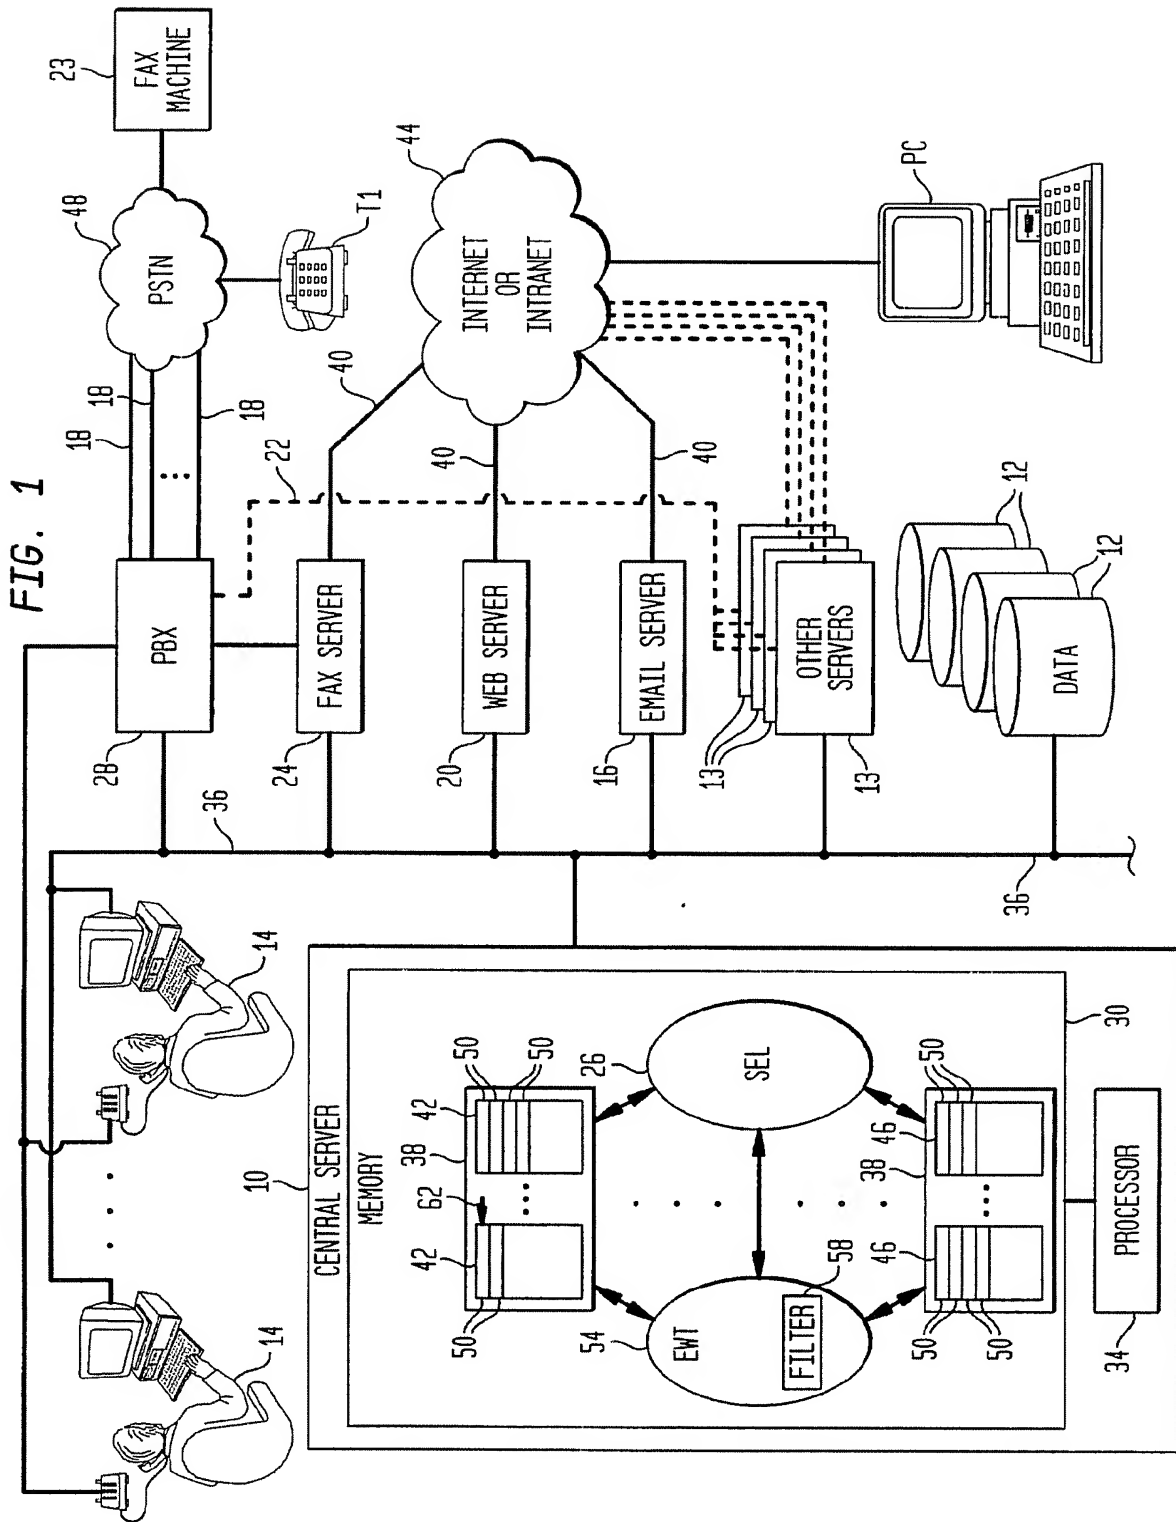 FIG. 1
23
FAX
MACHINE
48
PSTN
T1
18
18
18
44
INTERNET
OR
INTRANET
PC
40
40
40
22
28
PBX
24
FAX SERVER
20
WEB SERVER
16
EMAIL SERVER
13
OTHER
SERVERS
13
12
12
DATA
36
36
14
14
10
CENTRAL SERVER
MEMORY
30
42
62
38
42
50
50
50
26
SEL
54
EWT
FILTER
58
46
38
46
50
50
50
PROCESSOR
34